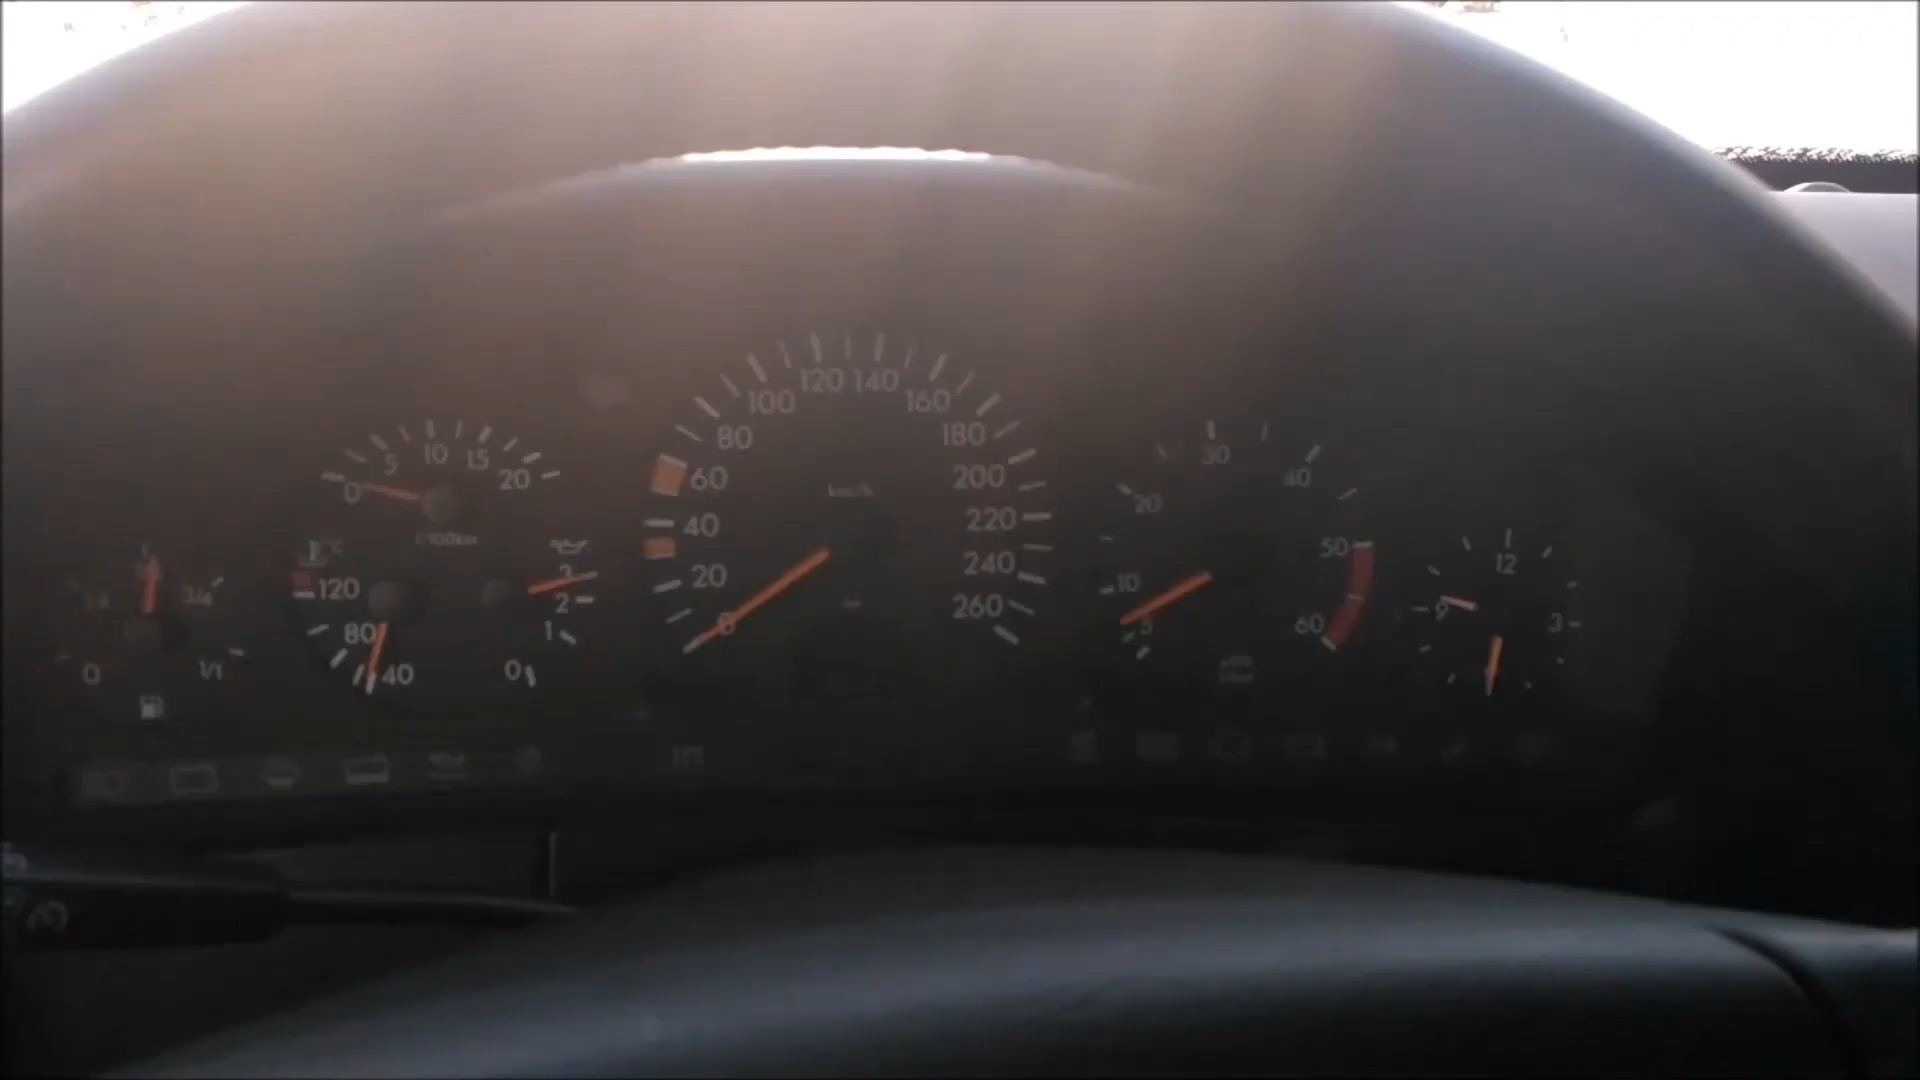 0 3/4 1/1
0 5 10 15 20
l/100km
120 80 40
3 2 1 0
0 20 40 60 80 100 120 140 160 180 200 220 240 260
km/h
5 10 20 30 40 50 60
12 3 9